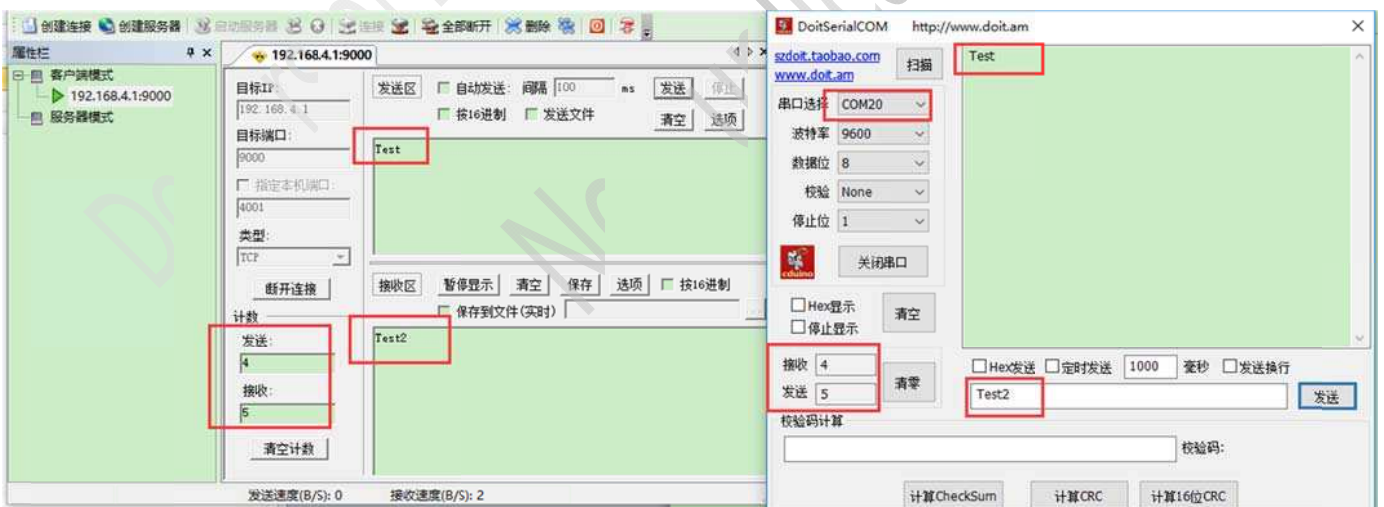 创建连接 创建服务器 启动服务器 连接 全部断开 删除
属性栏
客户端模式
192.168.4.1:9000
服务器模式
192.168.4.1:9000
目标IP:
192.168.4.1
目标端口:
9000
指定本机端口:
4001
类型:
TCP
断开连接
计数
发送:
4
接收:
5
清空计数
发送区 自动发送: 间隔 100 ms 发送 停止
按16进制 发送文件 清空 选项
Test
接收区 暂停显示 清空 保存 选项 按16进制
保存到文件(实时)
Test2
发送速度(B/S): 0 接收速度(B/S): 2
DoitSerialCOM http://www.doit.am
szdoit.taobao.com
www.doit.am
扫描
串口选择 COM20
波特率 9600
数据位 8
校验 None
停止位 1
cduino
关闭串口
Hex显示
停止显示
清空
接收 4
发送 5
清零
Test
Hex发送 定时发送 1000 毫秒 发送换行
Test2 发送
校验码计算
校验码:
计算CheckSum 计算CRC 计算16位CRC